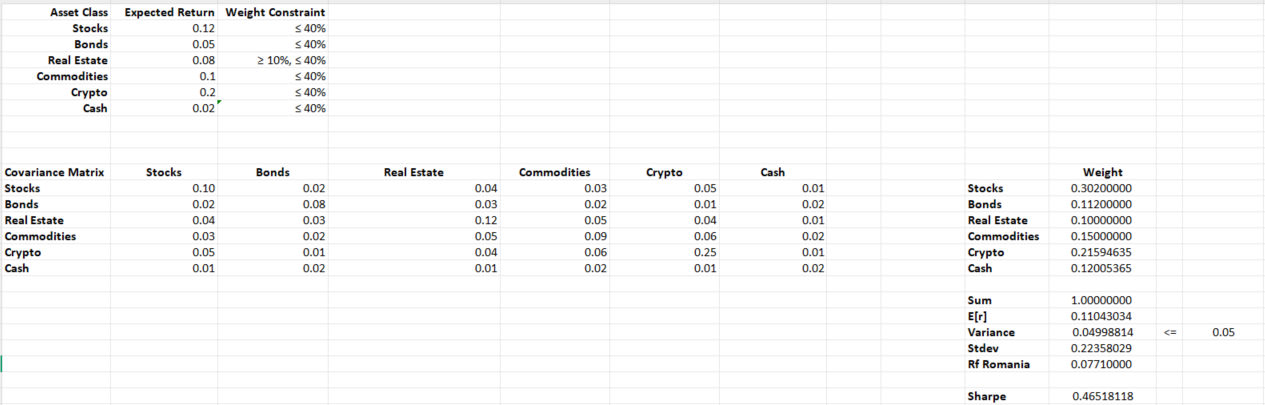 Asset Class Expected Return Weight Constraint
Stocks 0.12 ≤ 40%
Bonds 0.05 ≤ 40%
Real Estate 0.08 ≥ 10%, ≤ 40%
Commodities 0.1 ≤ 40%
Crypto 0.2 ≤ 40%
Cash 0.02 ≤ 40%
Covariance Matrix Stocks Bonds Real Estate Commodities Crypto Cash Weight
Stocks 0.10 0.02 0.04 0.03 0.05 0.01 Stocks 0.30200000
Bonds 0.02 0.08 0.03 0.02 0.01 0.02 Bonds 0.11200000
Real Estate 0.04 0.03 0.12 0.05 0.04 0.01 Real Estate 0.10000000
Commodities 0.03 0.02 0.05 0.09 0.06 0.02 Commodities 0.15000000
Crypto 0.05 0.01 0.04 0.06 0.25 0.01 Crypto 0.21594635
Cash 0.01 0.02 0.01 0.02 0.01 0.02 Cash 0.12005365
Sum 1.00000000
E[r] 0.11043034
Variance 0.04998814 <= 0.05
Stdev 0.22358029
Rf Romania 0.07710000
Sharpe 0.46518118